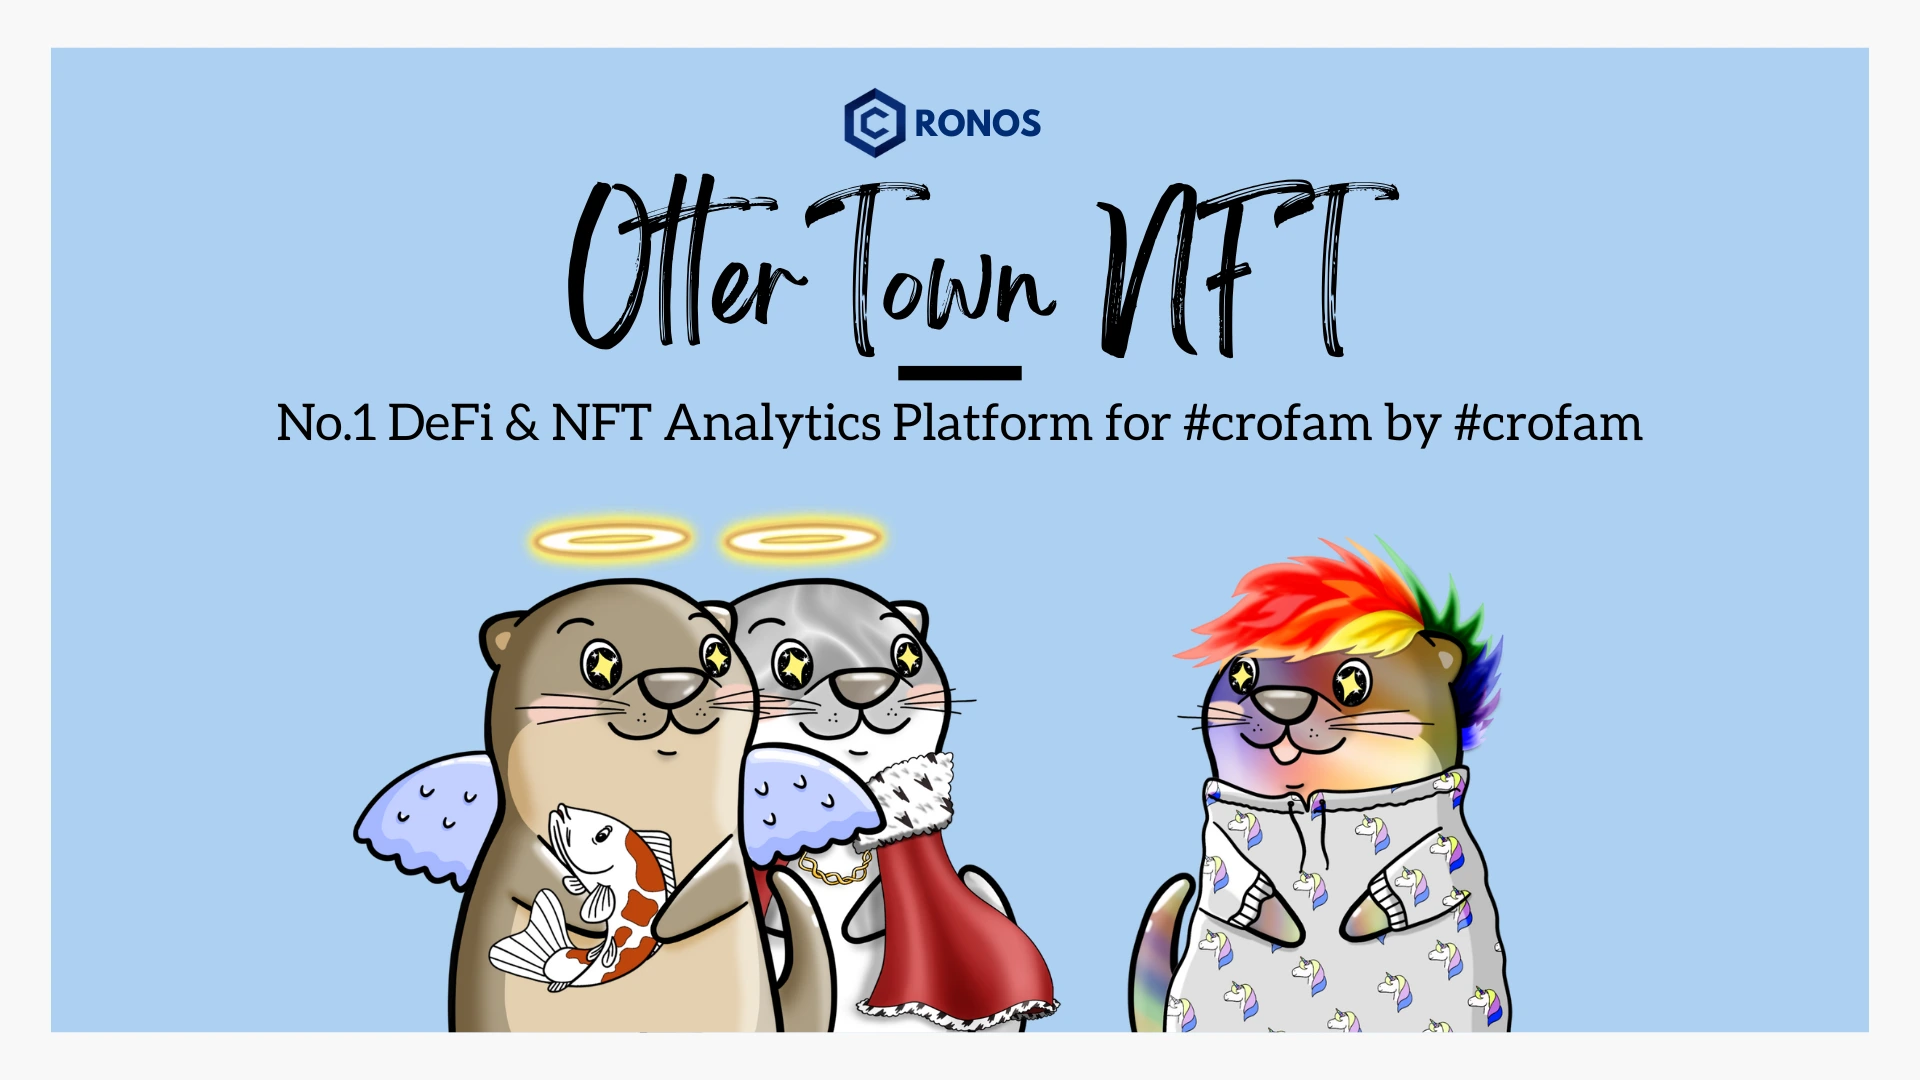 CRONOS
Otter Town NFT
No.1 DeFi & NFT Analytics Platform for #crofam by #crofam